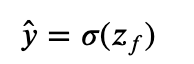 ŷ = σ(z_f)